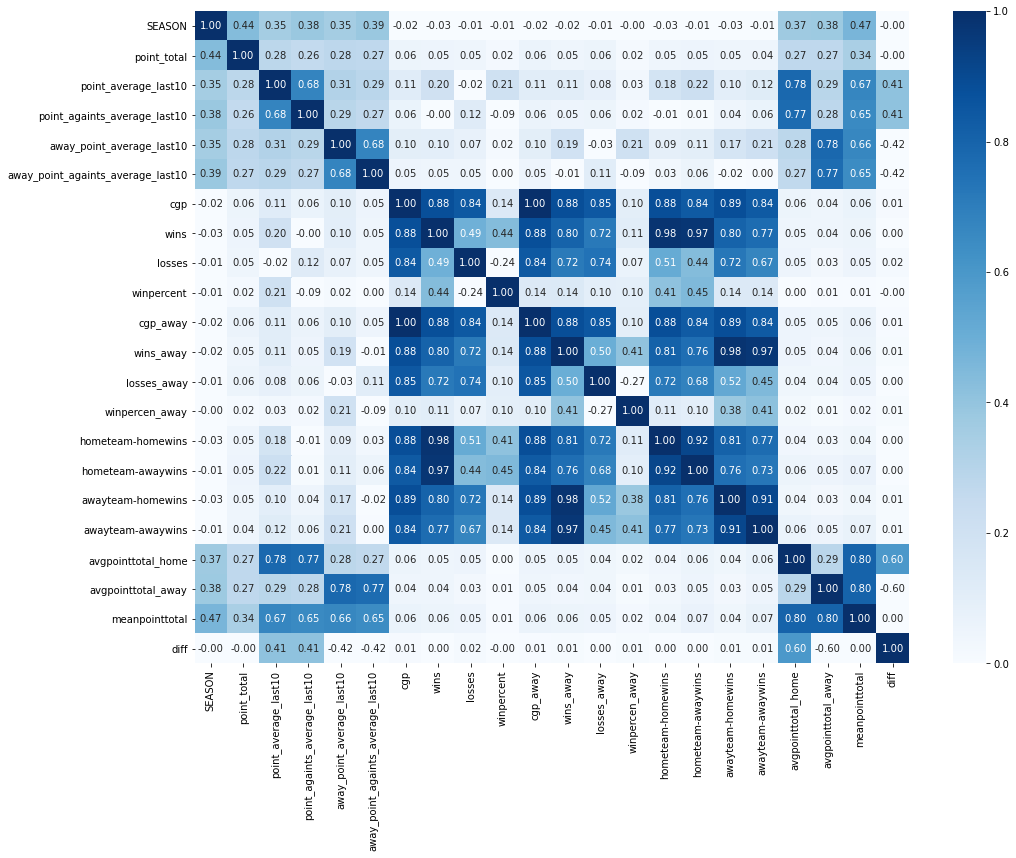 SEASON 1.00 0.44 0.35 0.38 0.35 0.39 -0.02 -0.03 -0.01 -0.01 -0.02 -0.02 -0.01 -0.00 -0.03 -0.01 -0.03 -0.01 0.37 0.38 0.47 -0.00
point_total 0.44 1.00 0.28 0.26 0.28 0.27 0.06 0.05 0.05 0.02 0.06 0.05 0.06 0.02 0.05 0.05 0.05 0.04 0.27 0.27 0.34 -0.00
point_average_last10 0.35 0.28 1.00 0.68 0.31 0.29 0.11 0.20 -0.02 0.21 0.11 0.11 0.08 0.03 0.18 0.22 0.10 0.12 0.78 0.29 0.67 0.41
point_againts_average_last10 0.38 0.26 0.68 1.00 0.29 0.27 0.06 -0.00 0.12 -0.09 0.06 0.05 0.06 0.02 -0.01 0.01 0.04 0.06 0.77 0.28 0.65 0.41
away_point_average_last10 0.35 0.28 0.31 0.29 1.00 0.68 0.10 0.10 0.07 0.02 0.10 0.19 -0.03 0.21 0.09 0.11 0.17 0.21 0.28 0.78 0.66 -0.42
away_point_againts_average_last10 0.39 0.27 0.29 0.27 0.68 1.00 0.05 0.05 0.05 0.00 0.05 -0.01 0.11 -0.09 0.03 0.06 -0.02 0.00 0.27 0.77 0.65 -0.42
cgp -0.02 0.06 0.11 0.06 0.10 0.05 1.00 0.88 0.84 0.14 1.00 0.88 0.85 0.10 0.88 0.84 0.89 0.84 0.06 0.04 0.06 0.01
wins -0.03 0.05 0.20 -0.00 0.10 0.05 0.88 1.00 0.49 0.44 0.88 0.80 0.72 0.11 0.98 0.97 0.80 0.77 0.05 0.04 0.06 0.00
losses -0.01 0.05 -0.02 0.12 0.07 0.05 0.84 0.49 1.00 -0.24 0.84 0.72 0.74 0.07 0.51 0.44 0.72 0.67 0.05 0.03 0.05 0.02
winpercent -0.01 0.02 0.21 -0.09 0.02 0.00 0.14 0.44 -0.24 1.00 0.14 0.14 0.10 0.10 0.41 0.45 0.14 0.14 0.00 0.01 0.01 -0.00
cgp_away -0.02 0.06 0.11 0.06 0.10 0.05 1.00 0.88 0.84 0.14 1.00 0.88 0.85 0.10 0.88 0.84 0.89 0.84 0.05 0.05 0.06 0.01
wins_away -0.02 0.05 0.11 0.05 0.19 -0.01 0.88 0.80 0.72 0.14 0.88 1.00 0.50 0.41 0.81 0.76 0.98 0.97 0.05 0.04 0.06 0.01
losses_away -0.01 0.06 0.08 0.06 -0.03 0.11 0.85 0.72 0.74 0.10 0.85 0.50 1.00 -0.27 0.72 0.68 0.52 0.45 0.04 0.04 0.05 0.00
winpercen_away -0.00 0.02 0.03 0.02 0.21 -0.09 0.10 0.11 0.07 0.10 0.10 0.41 -0.27 1.00 0.11 0.10 0.38 0.41 0.02 0.01 0.02 0.01
hometeam-homewins -0.03 0.05 0.18 -0.01 0.09 0.03 0.88 0.98 0.51 0.41 0.88 0.81 0.72 0.11 1.00 0.92 0.81 0.77 0.04 0.03 0.04 0.00
hometeam-awaywins -0.01 0.05 0.22 0.01 0.11 0.06 0.84 0.97 0.44 0.45 0.84 0.76 0.68 0.10 0.92 1.00 0.76 0.73 0.06 0.05 0.07 0.00
awayteam-homewins -0.03 0.05 0.10 0.04 0.17 -0.02 0.89 0.80 0.72 0.14 0.89 0.98 0.52 0.38 0.81 0.76 1.00 0.91 0.04 0.03 0.04 0.01
awayteam-awaywins -0.01 0.04 0.12 0.06 0.21 0.00 0.84 0.77 0.67 0.14 0.84 0.97 0.45 0.41 0.77 0.73 0.91 1.00 0.06 0.05 0.07 0.01
avgpointtotal_home 0.37 0.27 0.78 0.77 0.28 0.27 0.06 0.05 0.05 0.00 0.05 0.05 0.04 0.02 0.04 0.06 0.04 0.06 1.00 0.29 0.80 0.60
avgpointtotal_away 0.38 0.27 0.29 0.28 0.78 0.77 0.04 0.04 0.03 0.01 0.05 0.04 0.04 0.01 0.03 0.05 0.03 0.05 0.29 1.00 0.80 -0.60
meanpointtotal 0.47 0.34 0.67 0.65 0.66 0.65 0.06 0.06 0.05 0.01 0.06 0.06 0.05 0.02 0.04 0.07 0.04 0.07 0.80 0.80 1.00 0.00
diff -0.00 -0.00 0.41 0.41 -0.42 -0.42 0.01 0.00 0.02 -0.00 0.01 0.01 0.00 0.01 0.00 0.00 0.01 0.01 0.60 -0.60 0.00 1.00
SEASON
point_total
point_average_last10
point_againts_average_last10
away_point_average_last10
away_point_againts_average_last10
cgp
wins
losses
winpercent
cgp_away
wins_away
losses_away
winpercen_away
hometeam-homewins
hometeam-awaywins
awayteam-homewins
awayteam-awaywins
avgpointtotal_home
avgpointtotal_away
meanpointtotal
diff
1.0
0.8
0.6
0.4
0.2
0.0